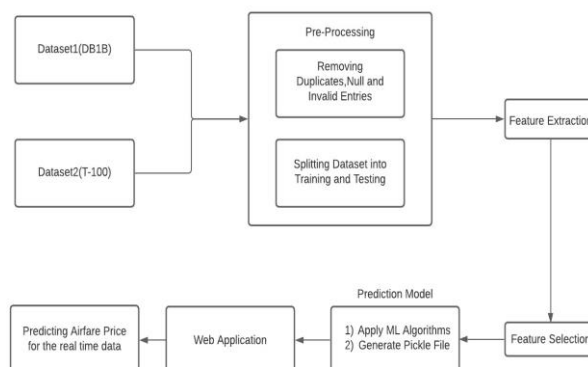 Dataset1(DB1B)
Dataset2(T-100)
Pre-Processing
Removing
Duplicates,Null and
Invalid Entries
Splitting Dataset into
Training and Testing
Feature Extraction
Feature Selection
Prediction Model
1) Apply ML Algorithms
2) Generate Pickle File
Web Application
Predicting Airfare Price
for the real time data